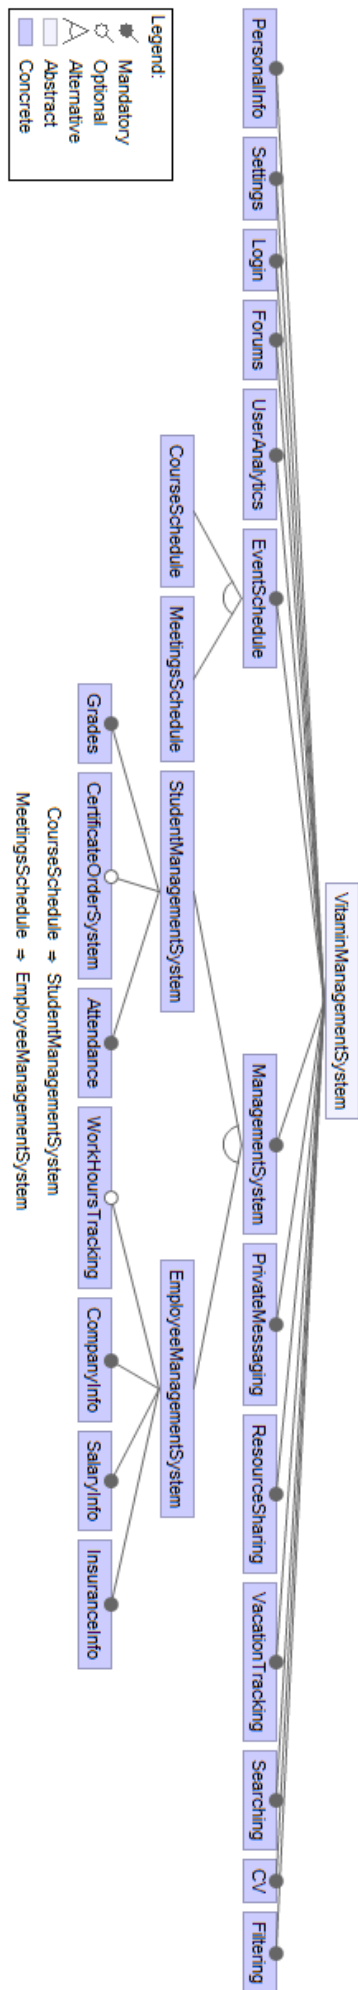 VitaminManagementSystem
PersonalInfo
Settings
Login
Forums
UserAnalytics
EventSchedule
ManagementSystem
PrivateMessaging
ResourceSharing
VacationTracking
Searching
CV
Filtering
CourseSchedule
MeetingsSchedule
StudentManagementSystem
EmployeeManagementSystem
Grades
CertificateOrderSystem
Attendance
WorkHoursTracking
CompanyInfo
SalaryInfo
InsuranceInfo
Legend:
Mandatory
Optional
Alternative
Abstract
Concrete
CourseSchedule ⇒ StudentManagementSystem
MeetingsSchedule ⇒ EmployeeManagementSystem